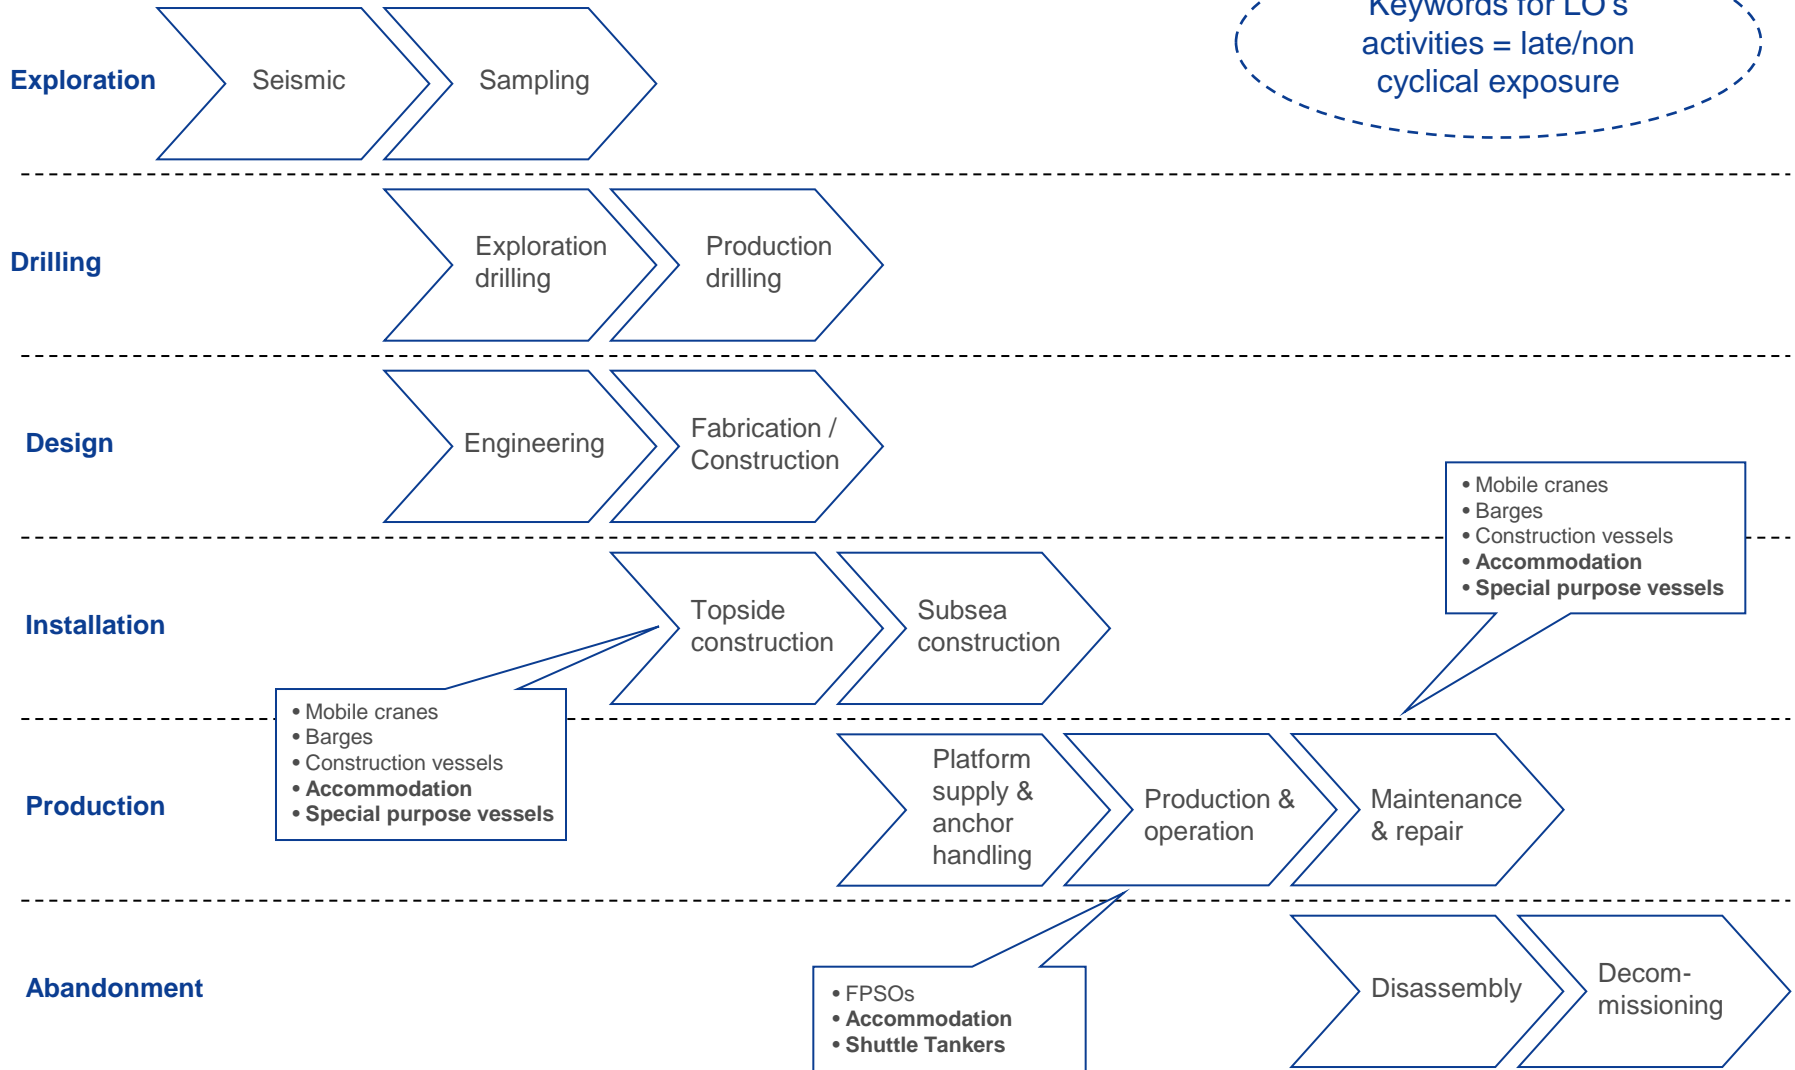 Keywords for LO's
activities = late/non
cyclical exposure
Exploration
Seismic
Sampling
Drilling
Exploration
drilling
Production
drilling
Design
Engineering
Fabrication /
Construction
• Mobile cranes
• Barges
• Construction vessels
• Accommodation
• Special purpose vessels
Installation
Topside
construction
Subsea
construction
• Mobile cranes
• Barges
• Construction vessels
• Accommodation
• Special purpose vessels
Production
Platform
supply &
anchor
handling
Production &
operation
Maintenance
& repair
Abandonment
• FPSOs
• Accommodation
• Shuttle Tankers
Disassembly
Decom-
missioning